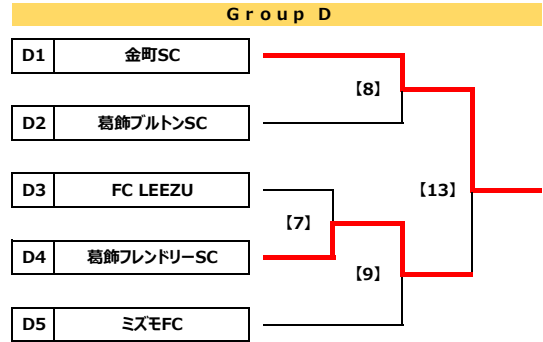 Group D
D1 金町SC
【8】
D2 葛飾ブルトンSC
D3 FC LEEZU
【13】
【7】
D4 葛飾フレンドリーSC
【9】
D5 ミズモFC